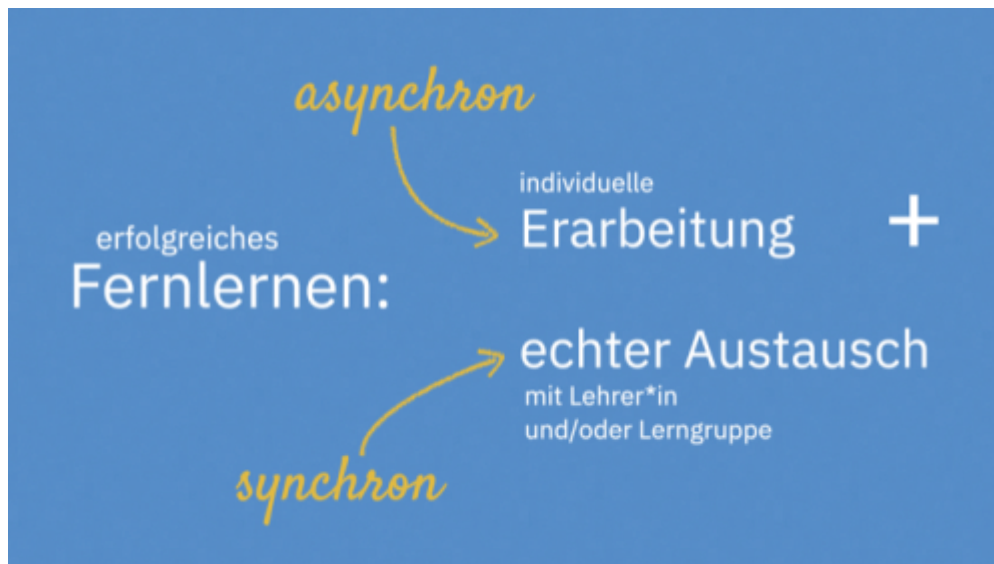 asynchron
individuelle
Erarbeitung +
erfolgreiches
Fernlernen:
echter Austausch
mit Lehrer*in
und/oder Lerngruppe
synchron